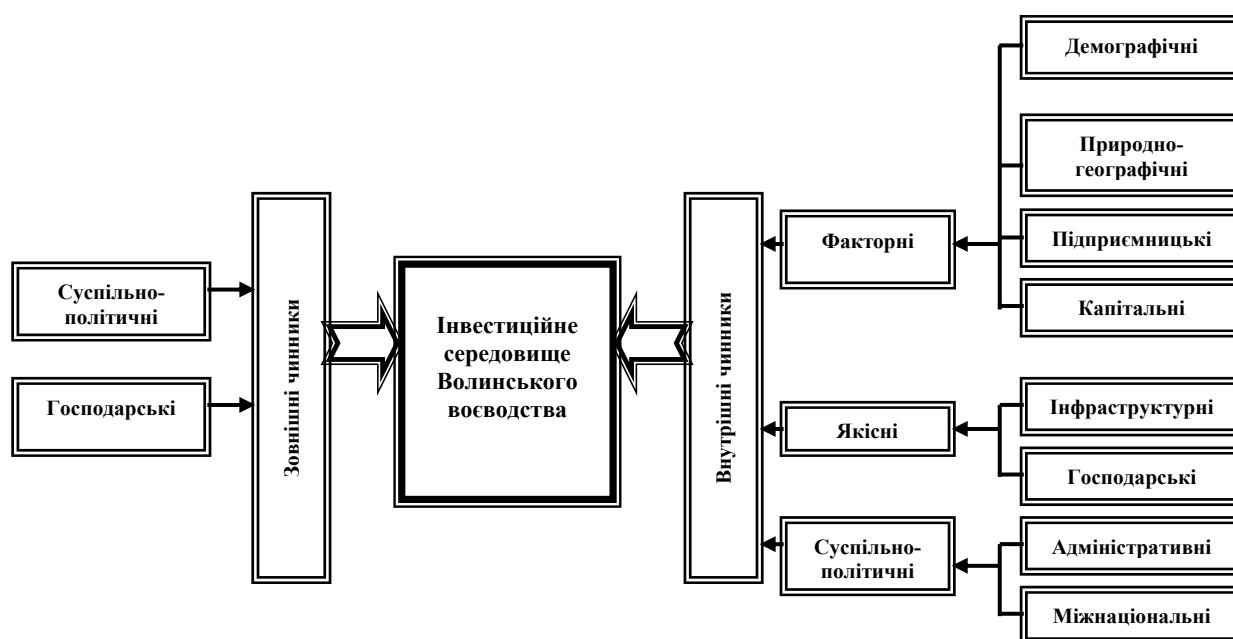 Суспільно-
політичні
Господарські
Зовнішні чинники
Інвестиційне
середовище
Волинського
воєводства
Внутрішні чинники
Факторні
Якісні
Суспільно-
політичні
Демографічні
Природно-
географічні
Підприємницькі
Капітальні
Інфраструктурні
Господарські
Адміністративні
Міжнаціональні